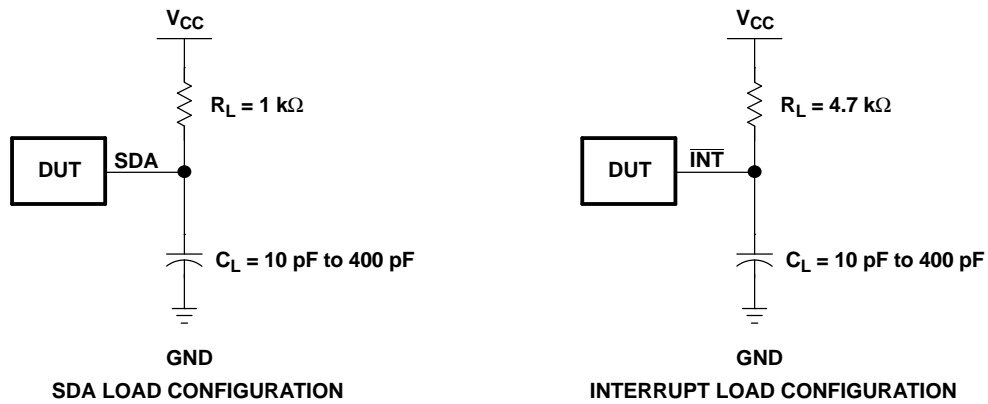 VCC
RL = 1 kΩ
DUT
SDA
CL = 10 pF to 400 pF
GND
SDA LOAD CONFIGURATION
VCC
RL = 4.7 kΩ
DUT
I̅N̅T̅
CL = 10 pF to 400 pF
GND
INTERRUPT LOAD CONFIGURATION